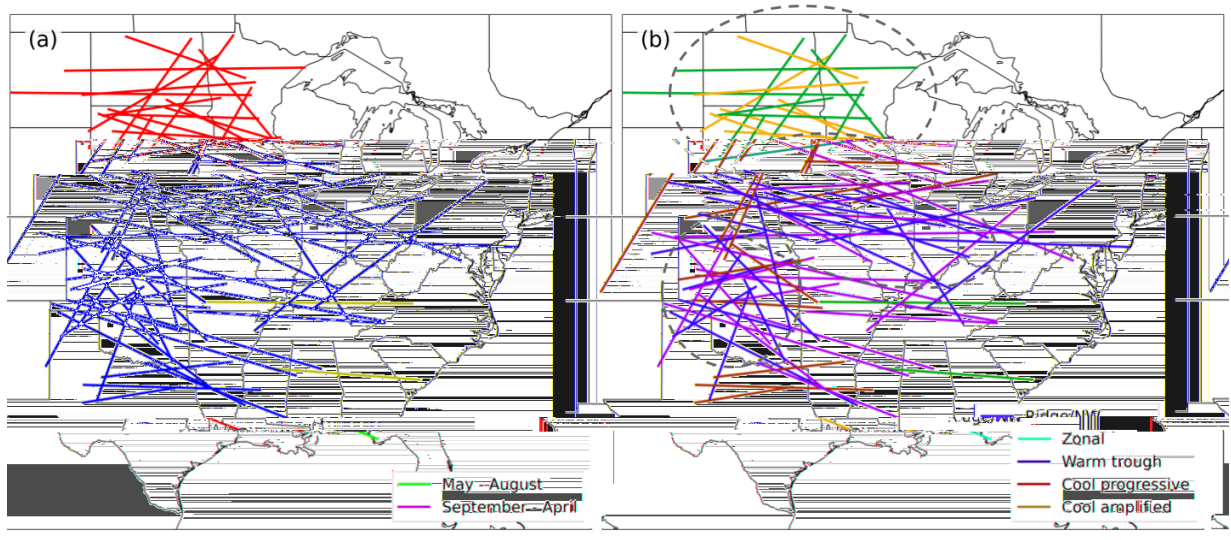 (a)
(b)
May - August
September - April
Ridge/NW
Zonal
Warm trough
Cool progressive
Cool amplified